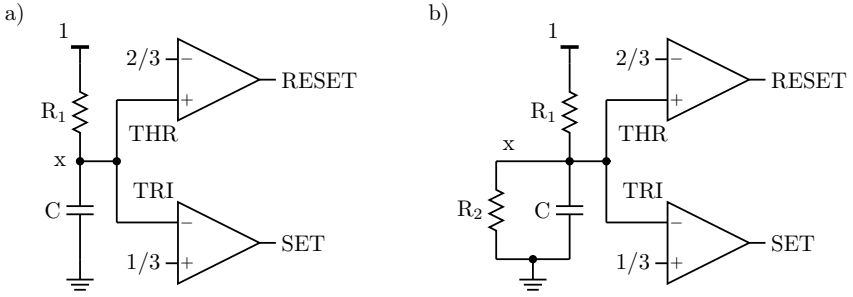 a)
1
2/3
−
RESET
+
R₁
THR
x
TRI
C
−
SET
1/3
+
b)
1
2/3
−
RESET
+
R₁
THR
x
TRI
R₂
C
−
SET
1/3
+